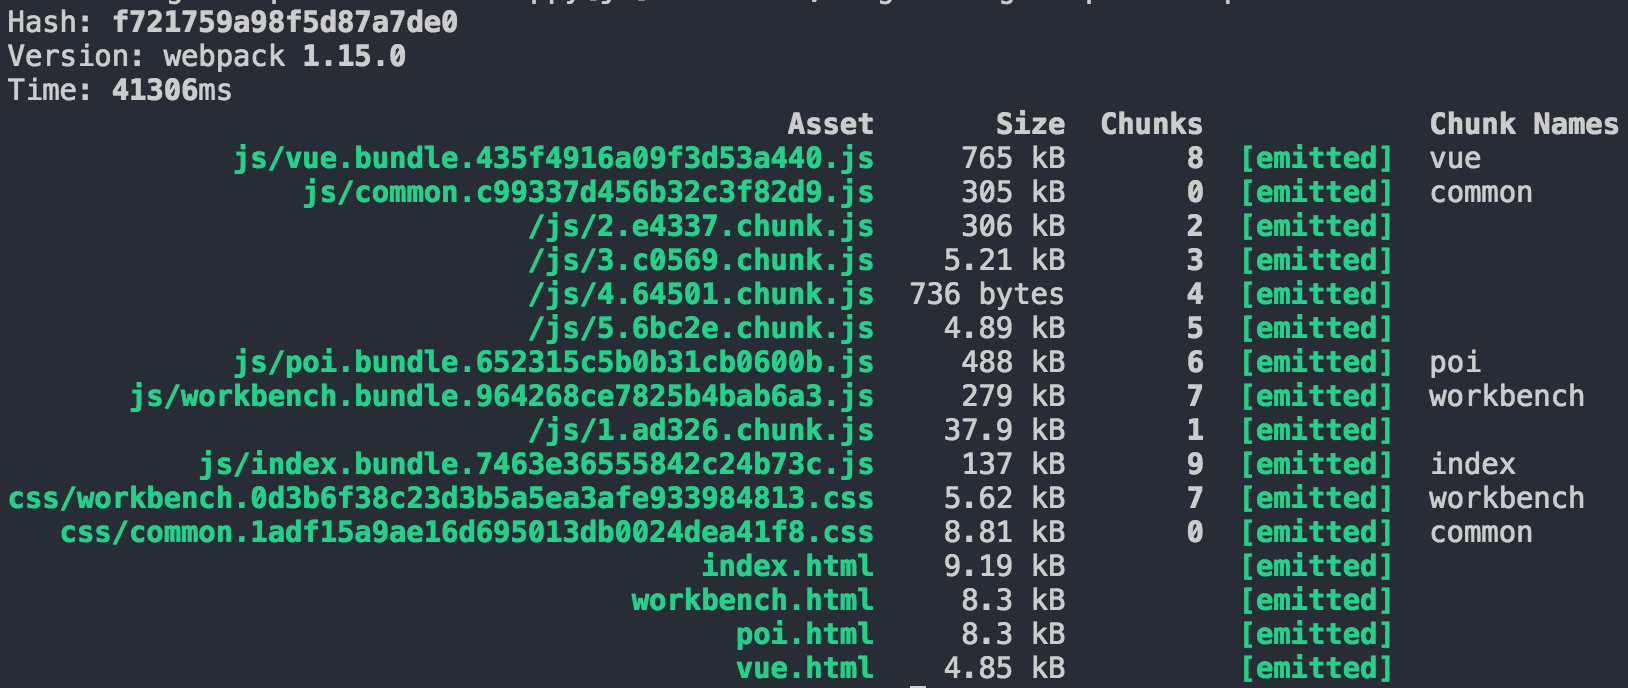 Hash: f721759a98f5d87a7de0
Version: webpack 1.15.0
Time: 41306ms
Asset Size Chunks Chunk Names
js/vue.bundle.435f4916a09f3d53a440.js 765 kB 8 [emitted] vue
js/common.c99337d456b32c3f82d9.js 305 kB 0 [emitted] common
/js/2.e4337.chunk.js 306 kB 2 [emitted]
/js/3.c0569.chunk.js 5.21 kB 3 [emitted]
/js/4.64501.chunk.js 736 bytes 4 [emitted]
/js/5.6bc2e.chunk.js 4.89 kB 5 [emitted]
js/poi.bundle.652315c5b0b31cb0600b.js 488 kB 6 [emitted] poi
js/workbench.bundle.964268ce7825b4bab6a3.js 279 kB 7 [emitted] workbench
/js/1.ad326.chunk.js 37.9 kB 1 [emitted]
js/index.bundle.7463e36555842c24b73c.js 137 kB 9 [emitted] index
css/workbench.0d3b6f38c23d3b5a5ea3afe933984813.css 5.62 kB 7 [emitted] workbench
css/common.1adf15a9ae16d695013db0024dea41f8.css 8.81 kB 0 [emitted] common
index.html 9.19 kB [emitted]
workbench.html 8.3 kB [emitted]
poi.html 8.3 kB [emitted]
vue.html 4.85 kB [emitted]